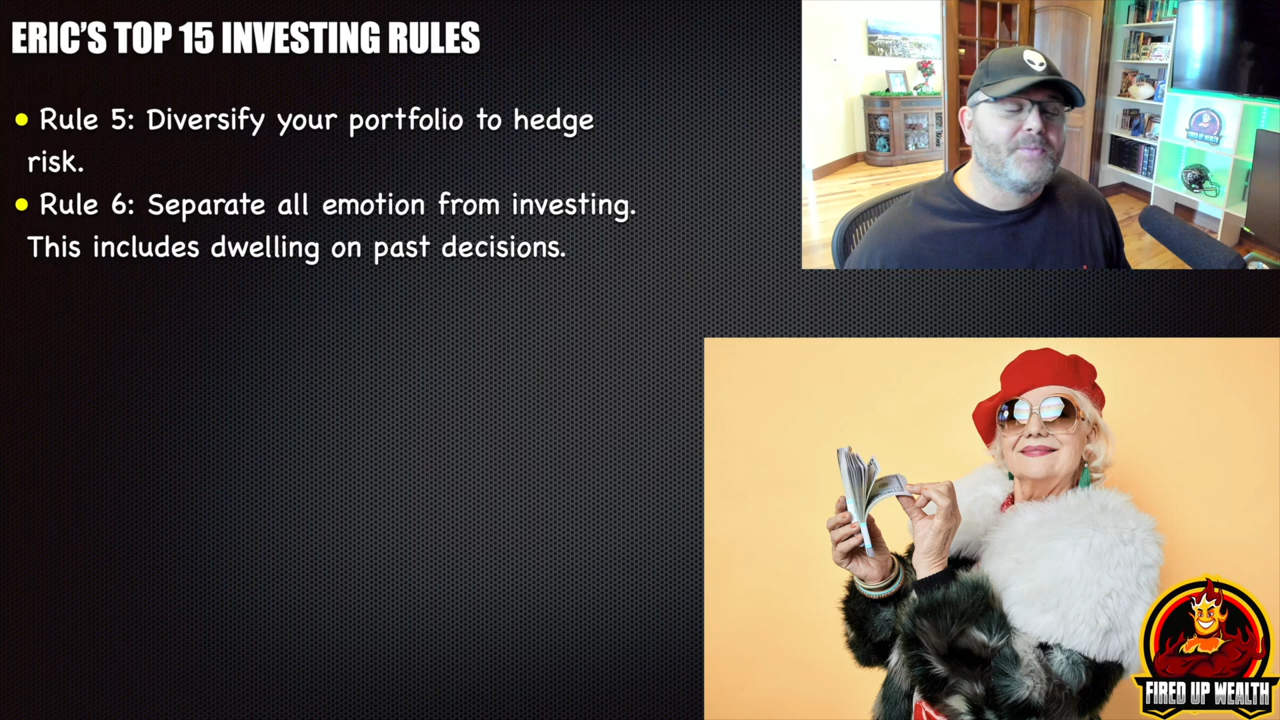 ERIC'S TOP 15 INVESTING RULES
Rule 5: Diversify your portfolio to hedge
risk.
Rule 6: Separate all emotion from investing.
This includes dwelling on past decisions.
FIRED UP WEALTH